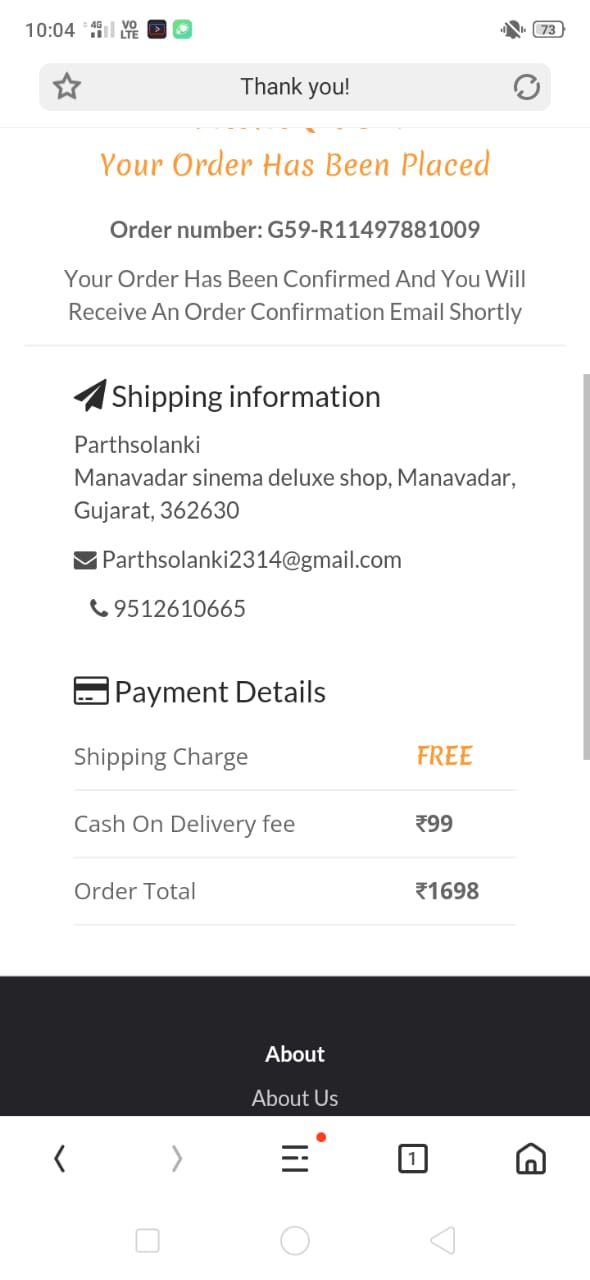 10:04 4G VO LTE 73
Thank you!
Your Order Has Been Placed
Order number: G59-R11497881009
Your Order Has Been Confirmed And You Will
Receive An Order Confirmation Email Shortly
Shipping information
Parthsolanki
Manavadar sinema deluxe shop, Manavadar,
Gujarat, 362630
Parthsolanki2314@gmail.com
9512610665
Payment Details
Shipping Charge FREE
Cash On Delivery fee ₹99
Order Total ₹1698
About
About Us
1